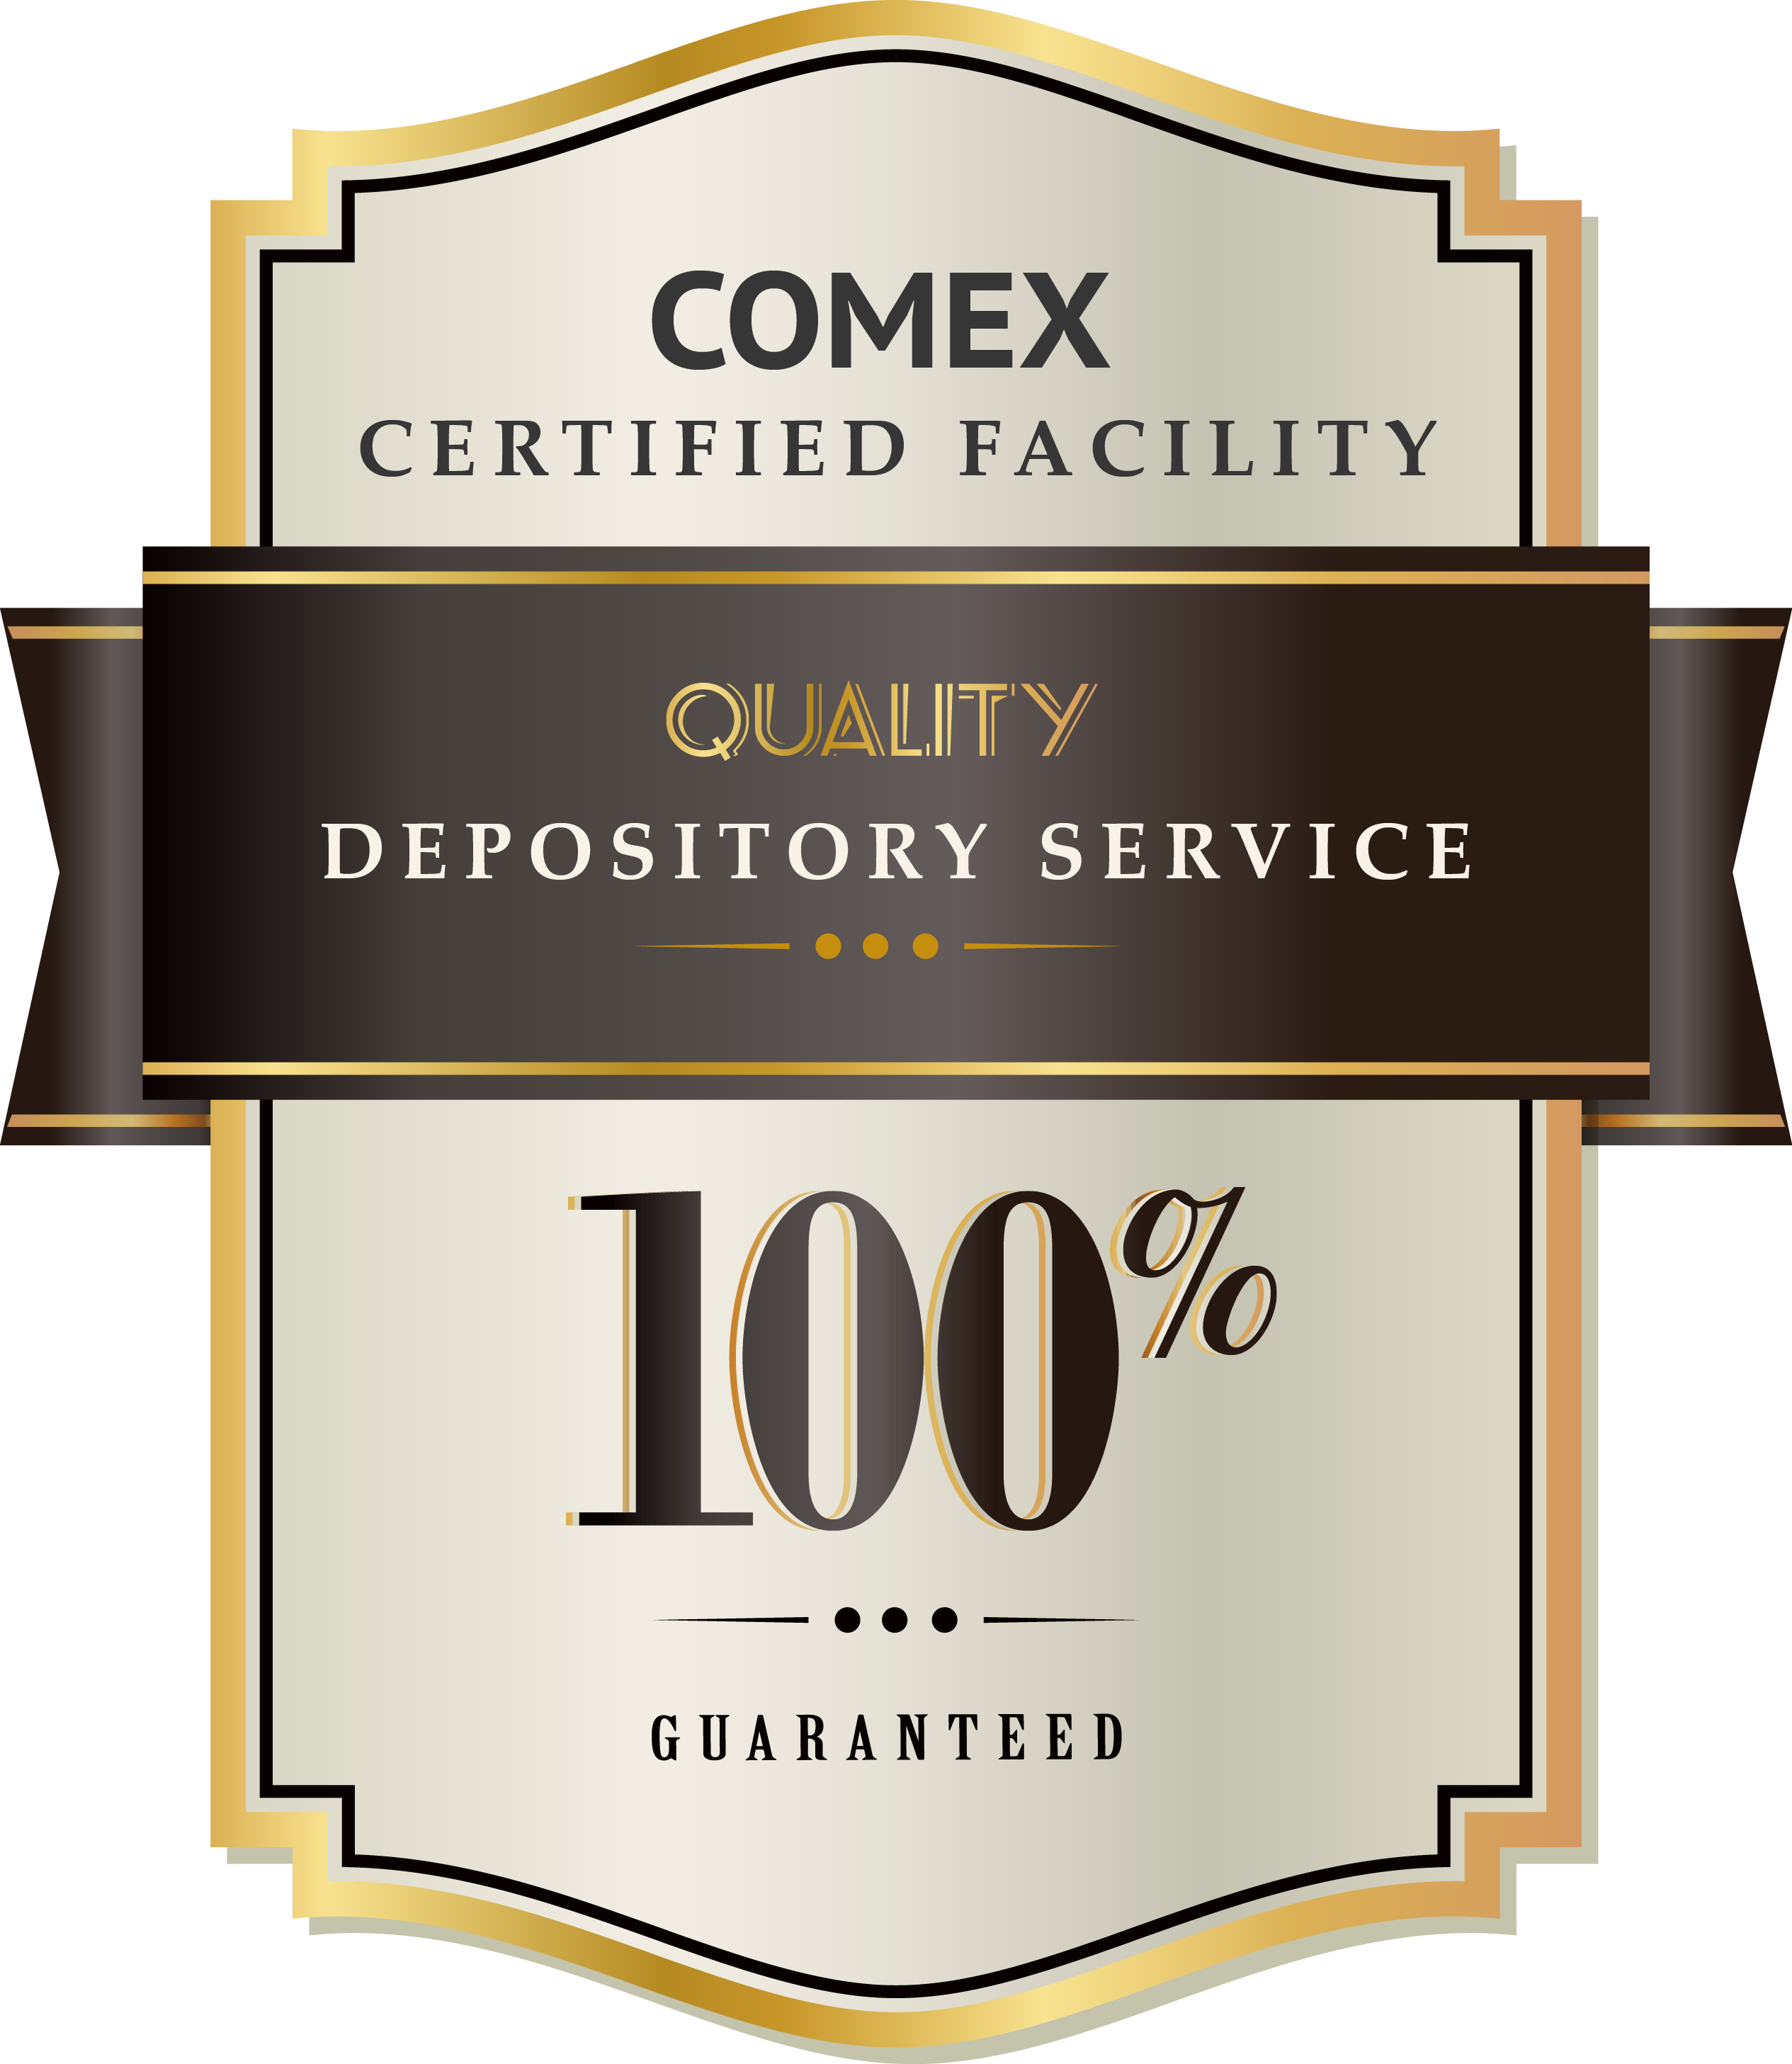 COMEX
CERTIFIED FACILITY
QUALITY
DEPOSITORY SERVICE
100%
GUARANTEED